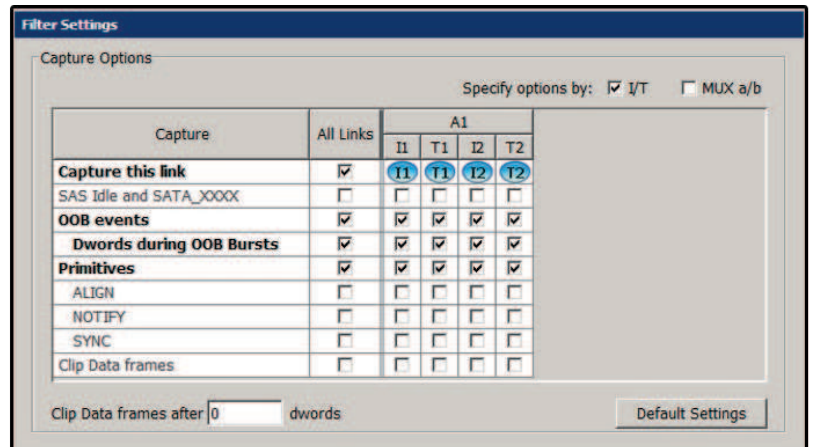 Filter Settings
Capture Options
Specify options by: I/T MUX a/b
Capture All Links A1
I1 T1 I2 T2
Capture this link I1 T1 I2 T2
SAS Idle and SATA_XXXX
OOB events
Dwords during OOB Bursts
Primitives
ALIGN
NOTIFY
SYNC
Clip Data frames
Clip Data frames after 0 dwords Default Settings